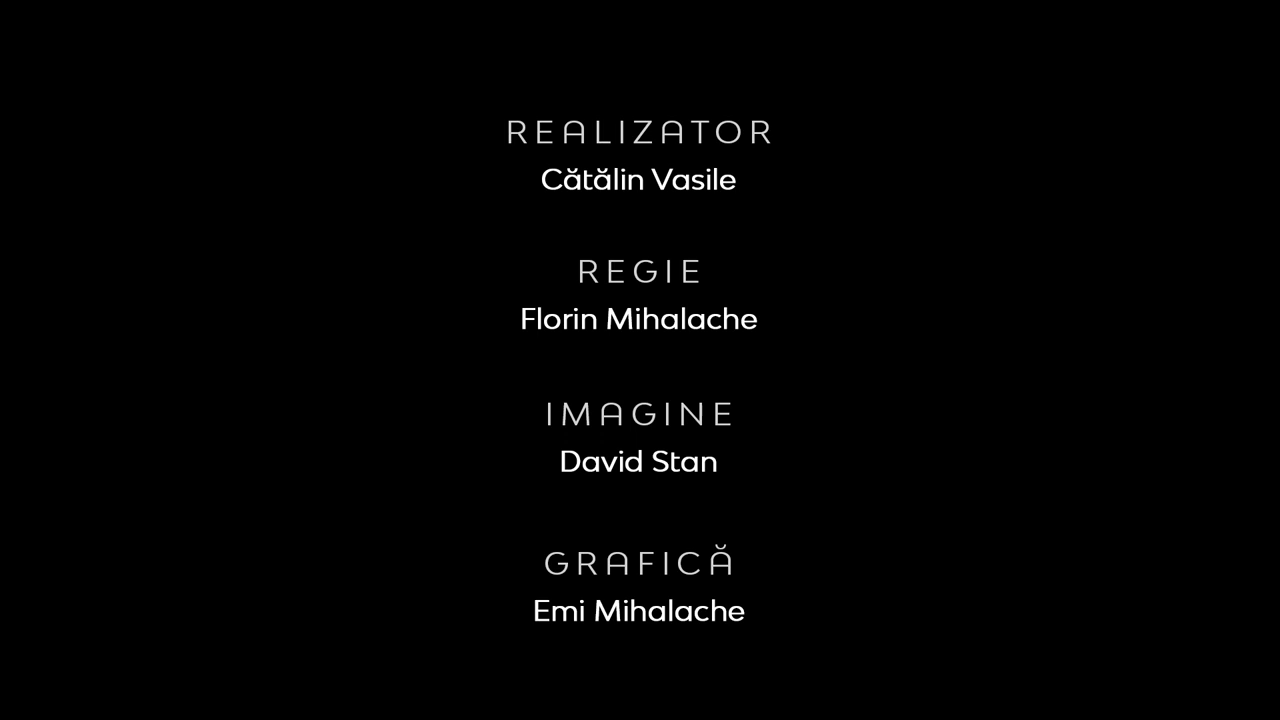 REALIZATOR
Cătălin Vasile
REGIE
Florin Mihalache
IMAGINE
David Stan
GRAFICĂ
Emi Mihalache